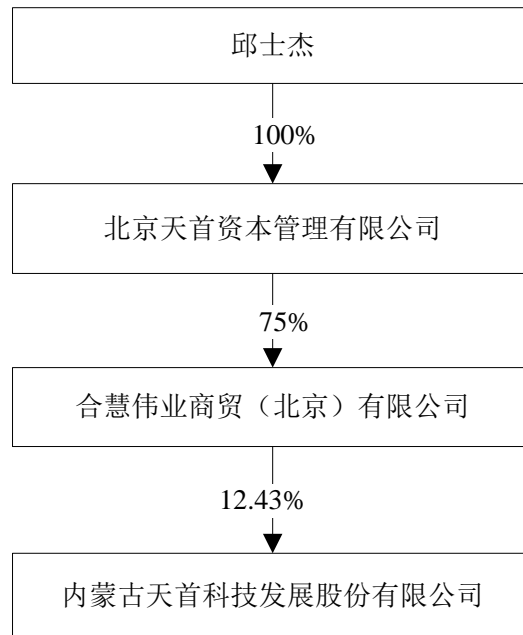 邱士杰
100%
北京天首资本管理有限公司
75%
合慧伟业商贸（北京）有限公司
12.43%
内蒙古天首科技发展股份有限公司